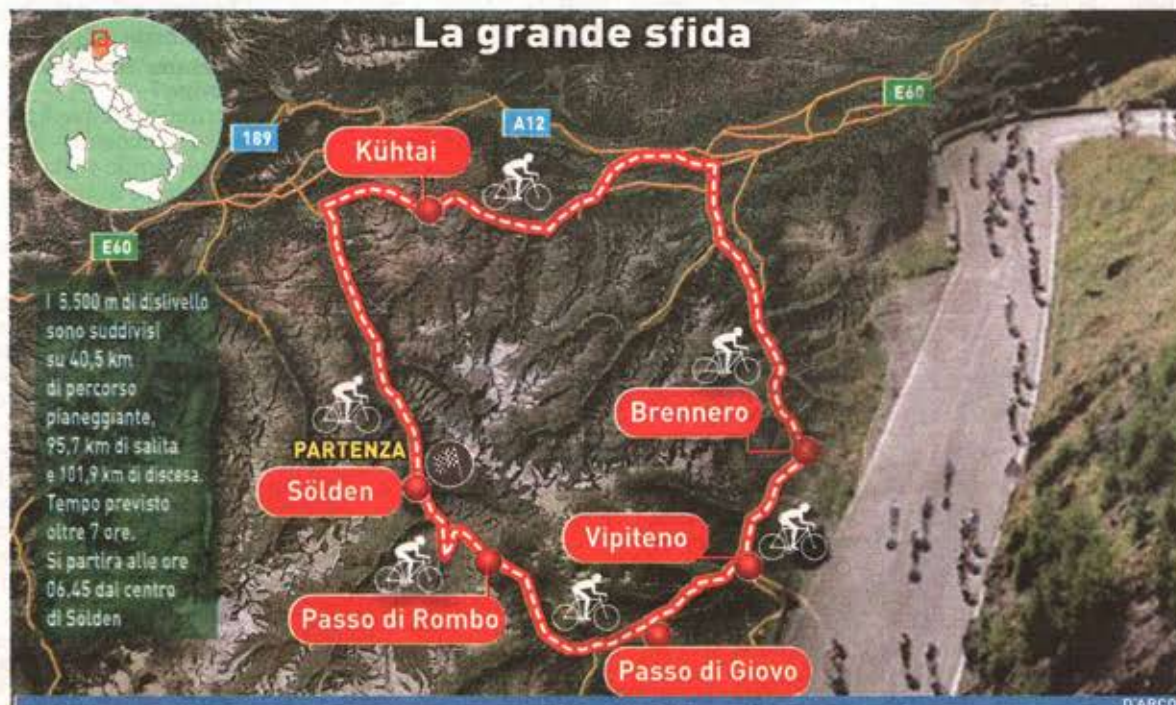 La grande sfida
E60
A12
189
Kühtai
E60
I 5.500 m di dislivello
sono suddivisi
su 40,5 km
di percorso
pianeggiante,
95,7 km di salita
e 101,9 km di discesa.
Tempo previsto
oltre 7 ore.
Si partirà alle ore
06.45 dal centro
di Sölden
PARTENZA
Sölden
Brennero
Vipiteno
Passo di Rombo
Passo di Giovo
D'ARCO